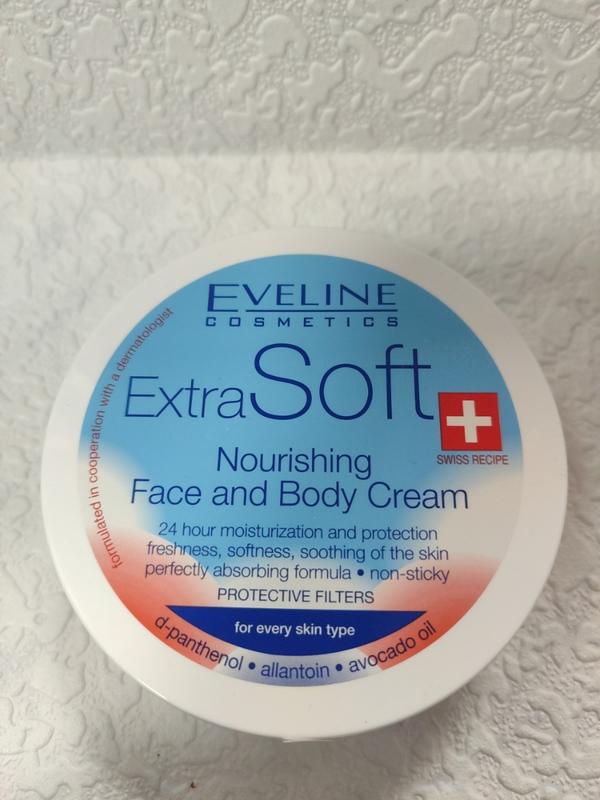 EVELINE
COSMETICS
ExtraSoft
SWISS RECIPE
Nourishing
Face and Body Cream
24 hour moisturization and protection
freshness, softness, soothing of the skin
perfectly absorbing formula • non-sticky
PROTECTIVE FILTERS
for every skin type
d-panthenol • allantoin • avocado oil
formulated in cooperation with a dermatologist